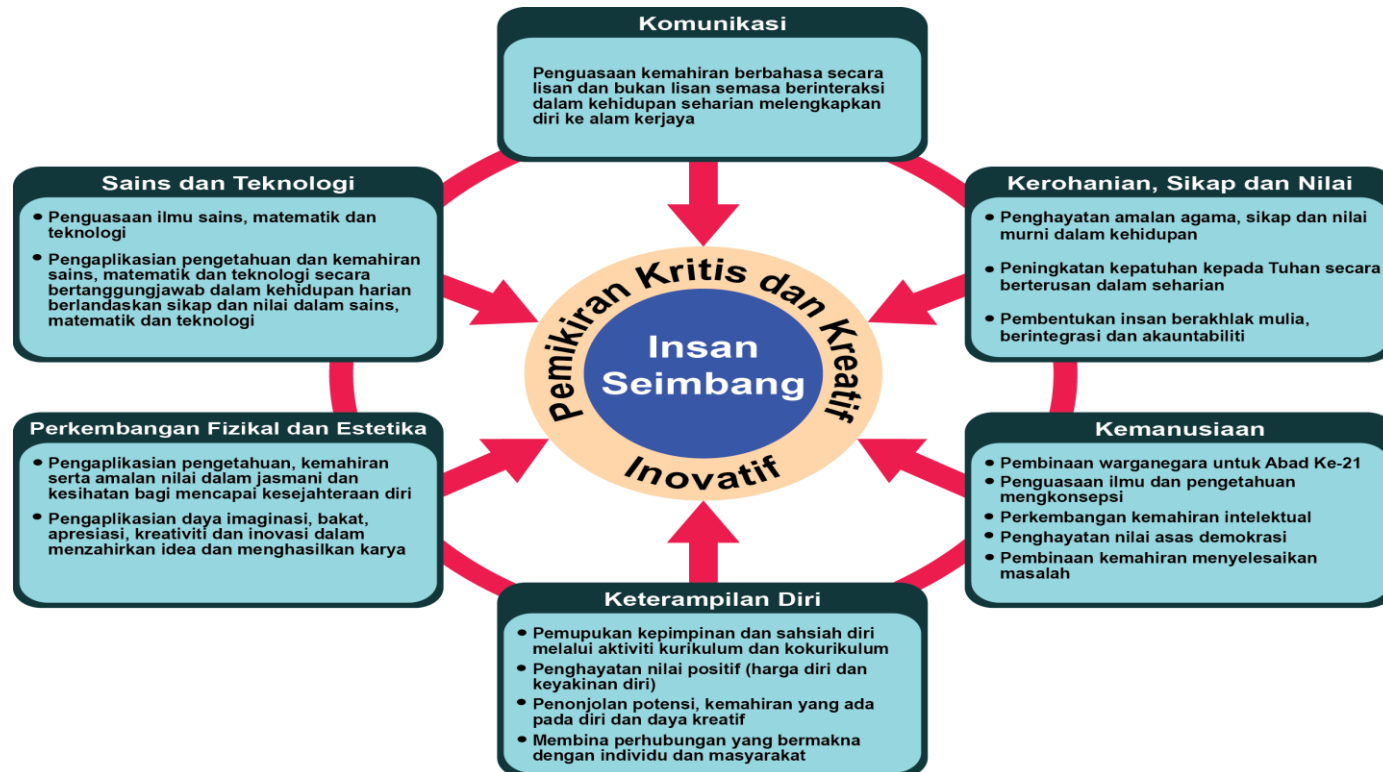 Komunikasi
Penguasaan kemahiran berbahasa secara
lisan dan bukan lisan semasa berinteraksi
dalam kehidupan seharian melengkapkan
diri ke alam kerjaya
Sains dan Teknologi
• Penguasaan ilmu sains, matematik dan
teknologi
• Pengaplikasian pengetahuan dan kemahiran
sains, matematik dan teknologi secara
bertanggungjawab dalam kehidupan harian
berlandaskan sikap dan nilai dalam sains,
matematik dan teknologi
Kerohanian, Sikap dan Nilai
• Penghayatan amalan agama, sikap dan nilai
murni dalam kehidupan
• Peningkatan kepatuhan kepada Tuhan secara
berterusan dalam seharian
• Pembentukan insan berakhlak mulia,
berintegrasi dan akauntabiliti
Pemikiran Kritis dan Kreatif
Insan
Seimbang
Inovatif
Perkembangan Fizikal dan Estetika
• Pengaplikasian pengetahuan, kemahiran
serta amalan nilai dalam jasmani dan
kesihatan bagi mencapai kesejahteraan diri
• Pengaplikasian daya imaginasi, bakat,
apresiasi, kreativiti dan inovasi dalam
menzahirkan idea dan menghasilkan karya
Kemanusiaan
• Pembinaan warganegara untuk Abad Ke-21
• Penguasaan ilmu dan pengetahuan
mengkonsepsi
• Perkembangan kemahiran intelektual
• Penghayatan nilai asas demokrasi
• Pembinaan kemahiran menyelesaikan
masalah
Keterampilan Diri
• Pemupukan kepimpinan dan sahsiah diri
melalui aktiviti kurikulum dan kokurikulum
• Penghayatan nilai positif (harga diri dan
keyakinan diri)
• Penonjolan potensi, kemahiran yang ada
pada diri dan daya kreatif
• Membina perhubungan yang bermakna
dengan individu dan masyarakat